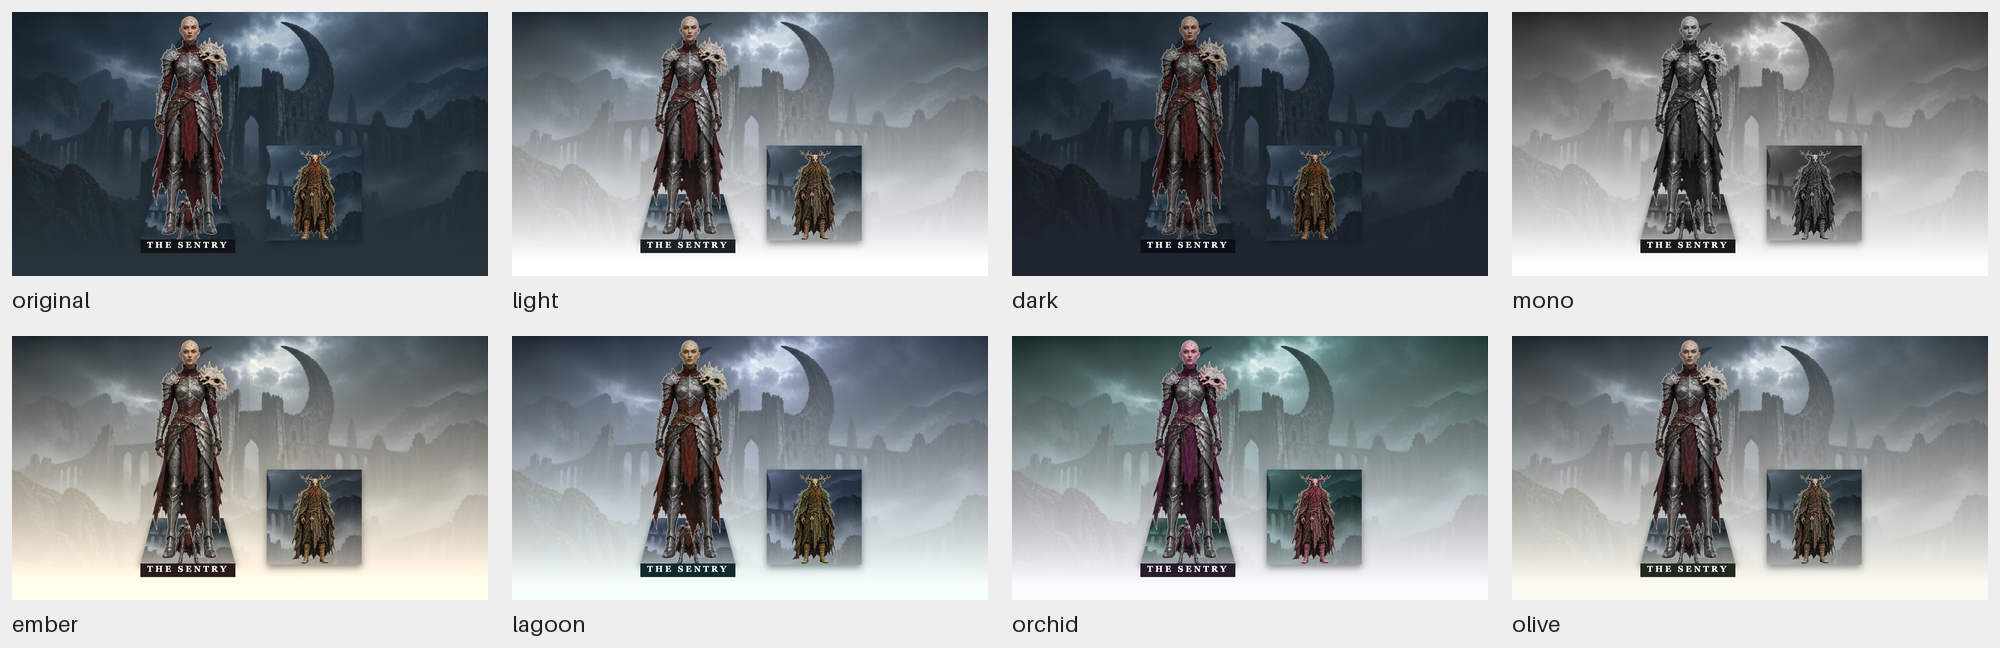 THE SENTRY
THE SENTRY
THE SENTRY
THE SENTRY
original
light
dark
mono
THE SENTRY
THE SENTRY
THE SENTRY
THE SENTRY
ember
lagoon
orchid
olive